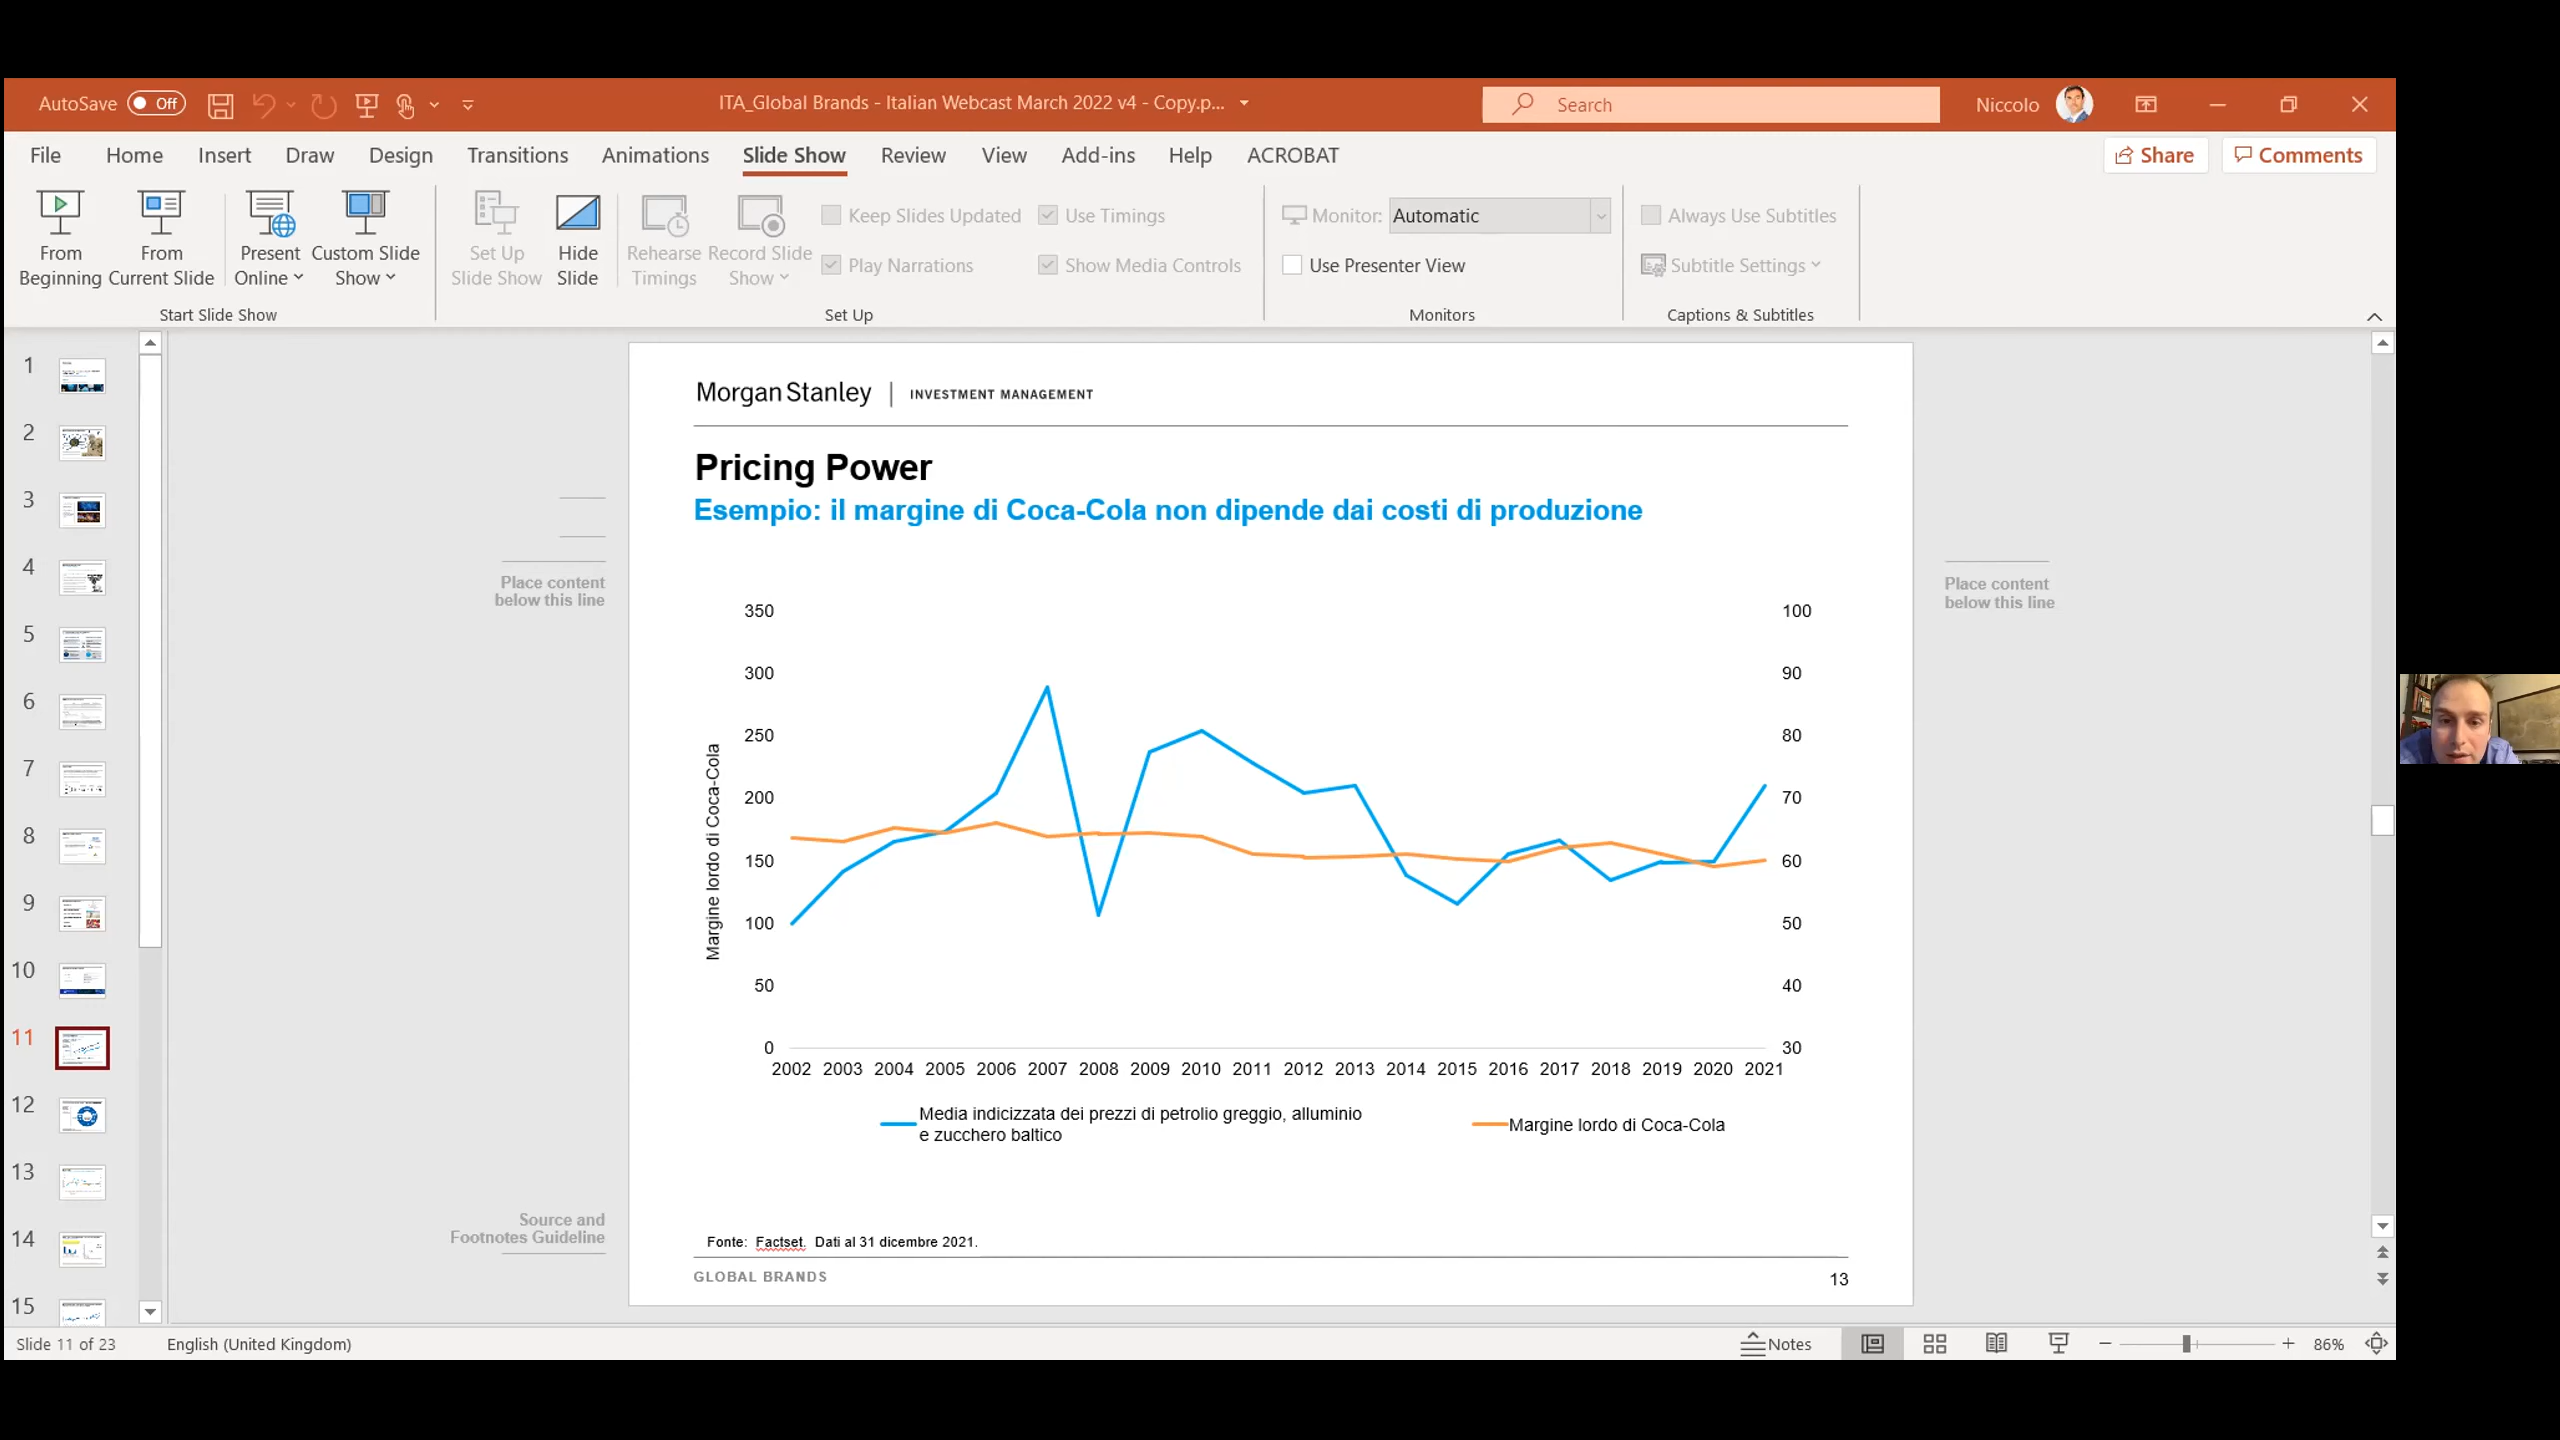 AutoSave Off
ITA_Global Brands - Italian Webcast March 2022 v4 - Copy.p...
Search
Niccolo
File Home Insert Draw Design Transitions Animations Slide Show Review View Add-ins Help ACROBAT
Share Comments
From Beginning
From Current Slide
Present Online
Custom Slide Show
Set Up Slide Show
Hide Slide
Rehearse Timings
Record Slide Show
Keep Slides Updated
Play Narrations
Use Timings
Show Media Controls
Monitor: Automatic
Use Presenter View
Always Use Subtitles
Subtitle Settings
Start Slide Show
Set Up
Monitors
Captions & Subtitles
1
2
3
4
5
6
7
8
9
10
11
12
13
14
15
Place content
below this line
Source and
Footnotes Guideline
Morgan Stanley | INVESTMENT MANAGEMENT
Pricing Power
Esempio: il margine di Coca-Cola non dipende dai costi di produzione
Margine lordo di Coca-Cola
350
300
250
200
150
100
50
0
100
90
80
70
60
50
40
30
2002 2003 2004 2005 2006 2007 2008 2009 2010 2011 2012 2013 2014 2015 2016 2017 2018 2019 2020 2021
Media indicizzata dei prezzi di petrolio greggio, alluminio
e zucchero baltico
Margine lordo di Coca-Cola
Fonte: Factset. Dati al 31 dicembre 2021.
GLOBAL BRANDS
13
Place content
below this line
Slide 11 of 23
English (United Kingdom)
Notes
86%